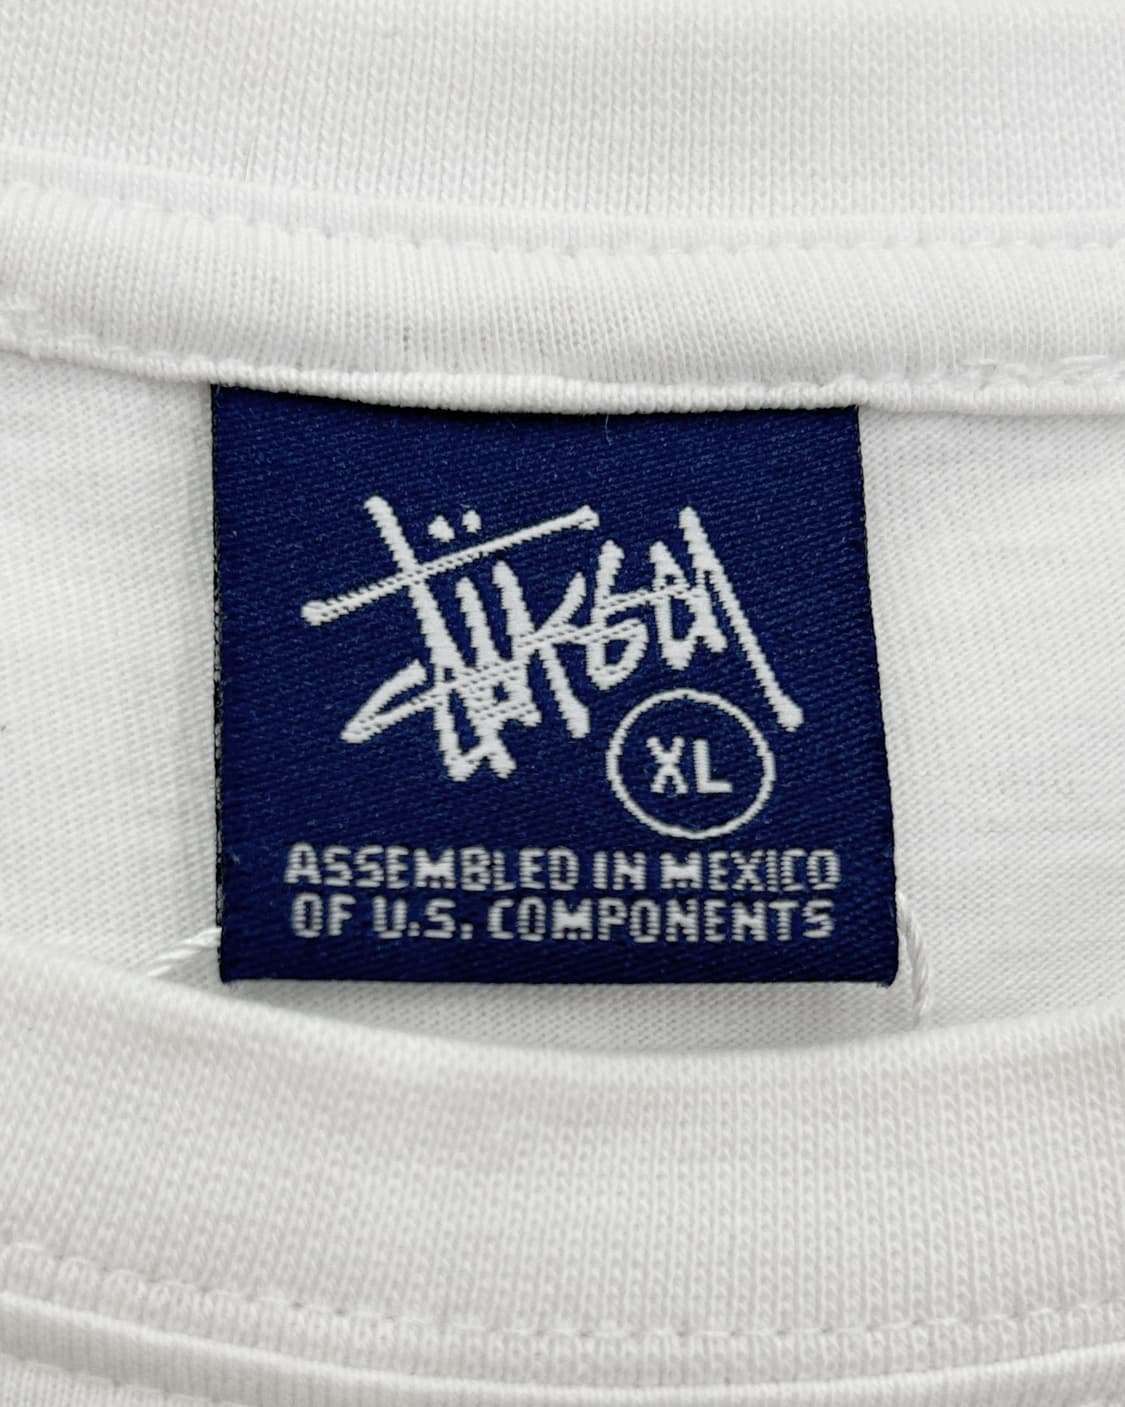 Stüssy
XL
ASSEMBLED IN MEXICO
OF U.S. COMPONENTS